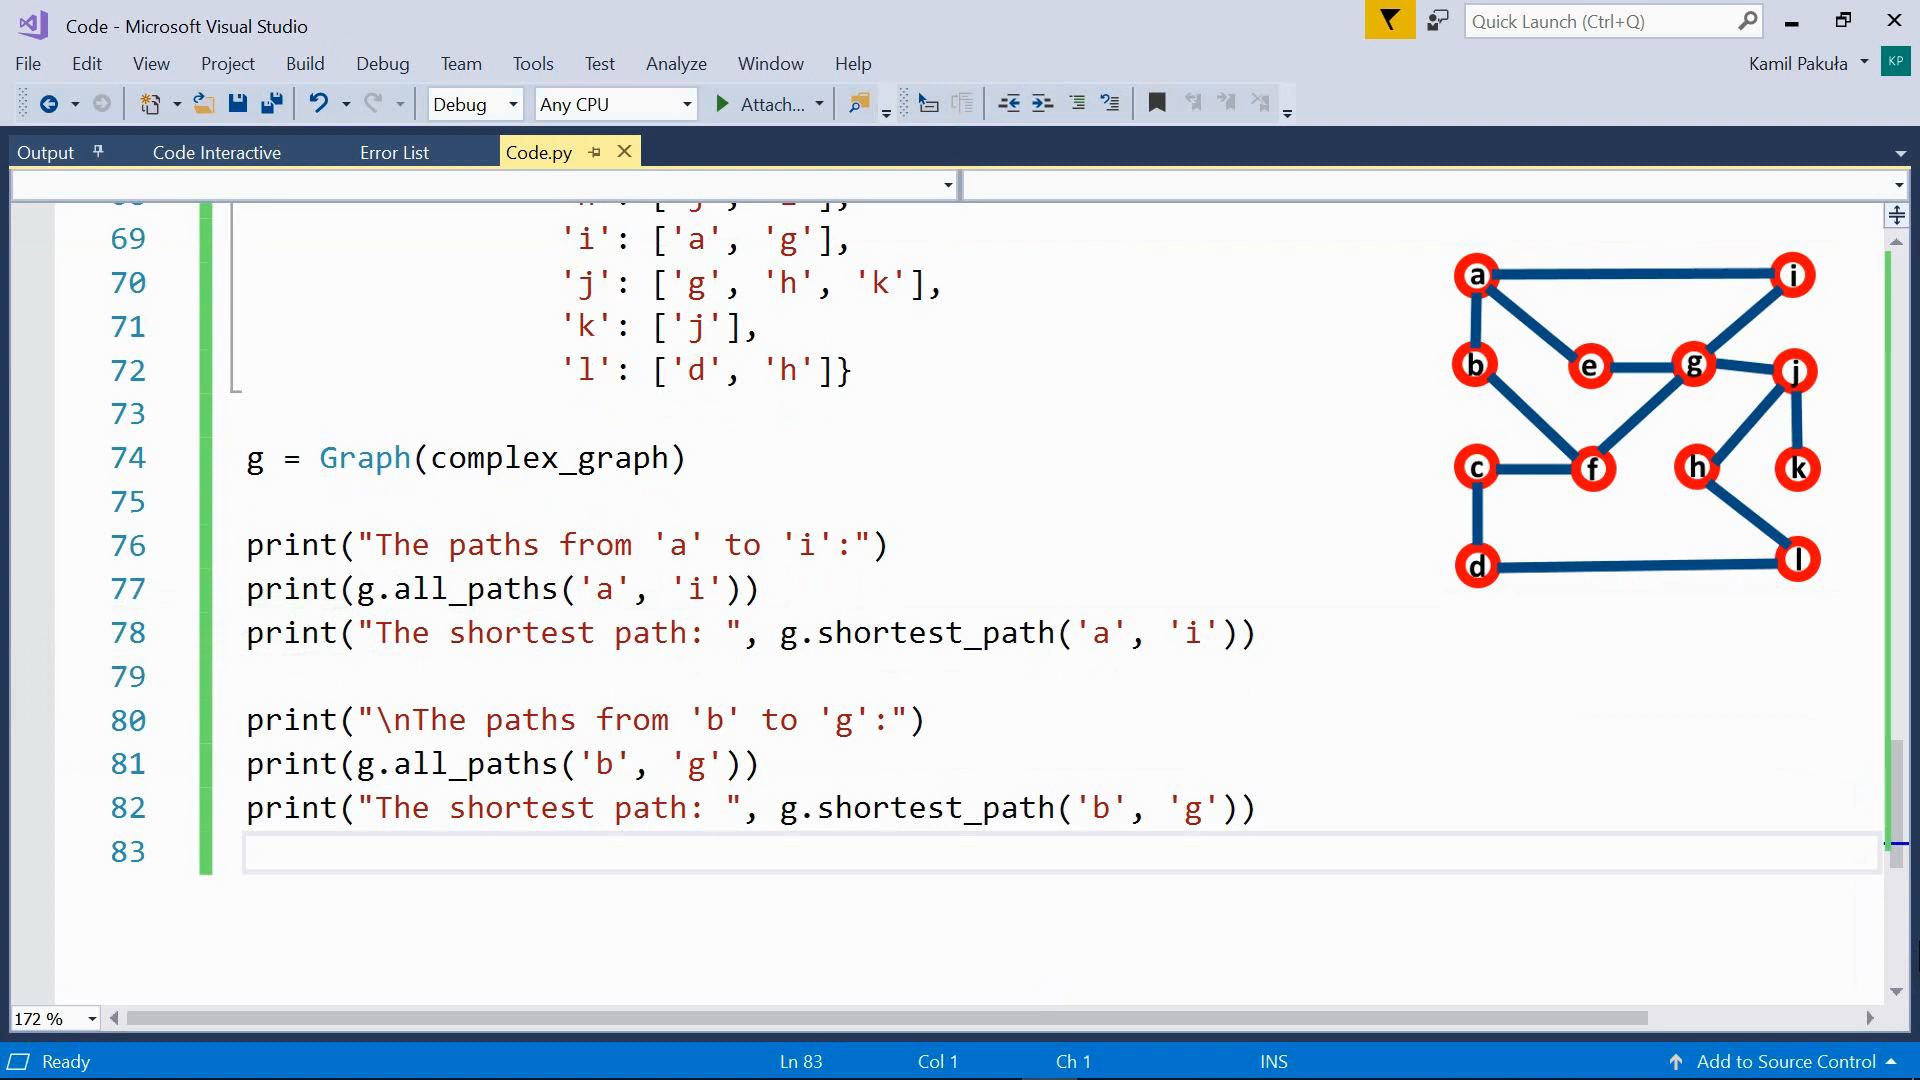 Code - Microsoft Visual Studio
Quick Launch (Ctrl+Q)
File Edit View Project Build Debug Team Tools Test Analyze Window Help
Kamil Pakuła KP
Debug Any CPU Attach...
Output Code Interactive Error List Code.py
69 'i': ['a', 'g'],
70 'j': ['g', 'h', 'k'],
71 'k': ['j'],
72 'l': ['d', 'h']}
73
74 g = Graph(complex_graph)
75
76 print("The paths from 'a' to 'i':")
77 print(g.all_paths('a', 'i'))
78 print("The shortest path: ", g.shortest_path('a', 'i'))
79
80 print("\nThe paths from 'b' to 'g':")
81 print(g.all_paths('b', 'g'))
82 print("The shortest path: ", g.shortest_path('b', 'g'))
83
a i
b e g j
c f h k
d l
172 %
Ready Ln 83 Col 1 Ch 1 INS Add to Source Control